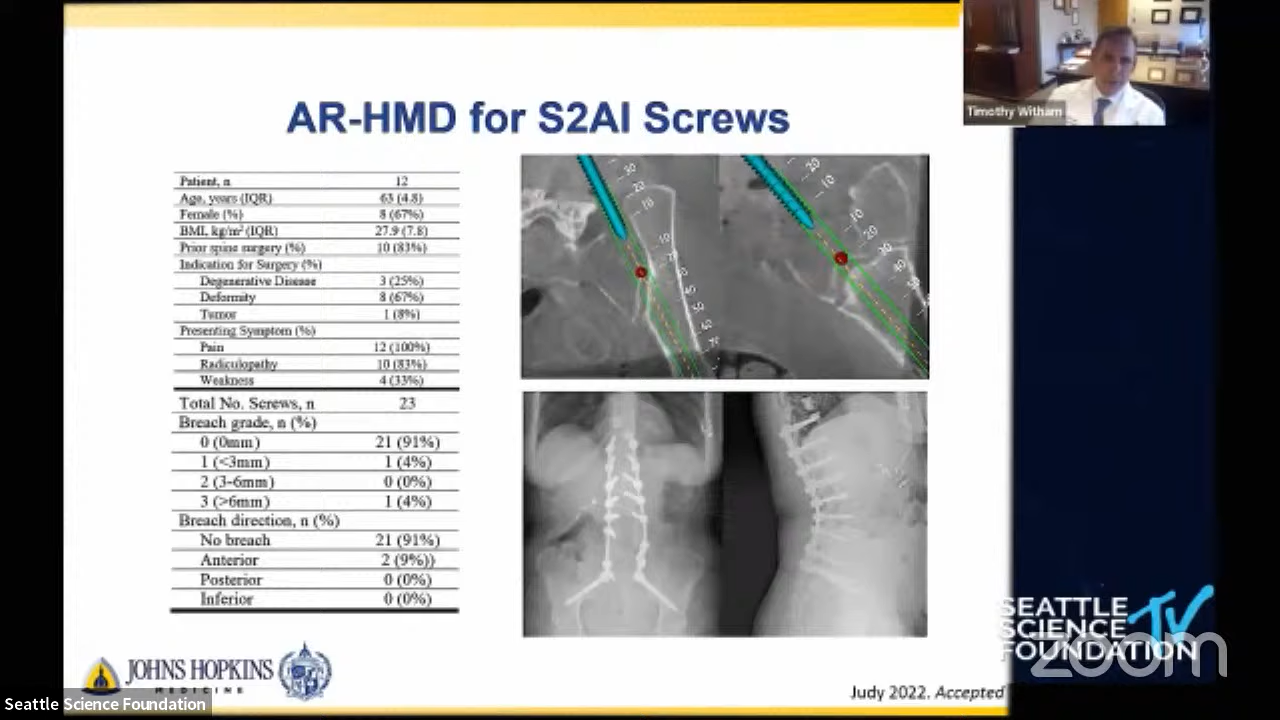 AR-HMD for S2AI Screws
Timothy Witham
Patient, n 12
Age, years (IQR) 63 (4.8)
Female (%) 8 (67%)
BMI, kg/m² (IQR) 27.9 (7.8)
Prior spine surgery (%) 10 (83%)
Indication for Surgery (%)
Degenerative Disease 3 (25%)
Deformity 8 (67%)
Tumor 1 (8%)
Presenting Symptom (%)
Pain 12 (100%)
Radiculopathy 10 (83%)
Weakness 4 (33%)
Total No. Screws, n 23
Breach grade, n (%)
0 (0mm) 21 (91%)
1 (<3mm) 1 (4%)
2 (3-6mm) 0 (0%)
3 (>6mm) 1 (4%)
Breach direction, n (%)
No breach 21 (91%)
Anterior 2 (9%))
Posterior 0 (0%)
Inferior 0 (0%)
JOHNS HOPKINS
MEDICINE
Judy 2022. Accepted
Seattle Science Foundation
SEATTLE
SCIENCE
FOUNDATION
TV
zoom